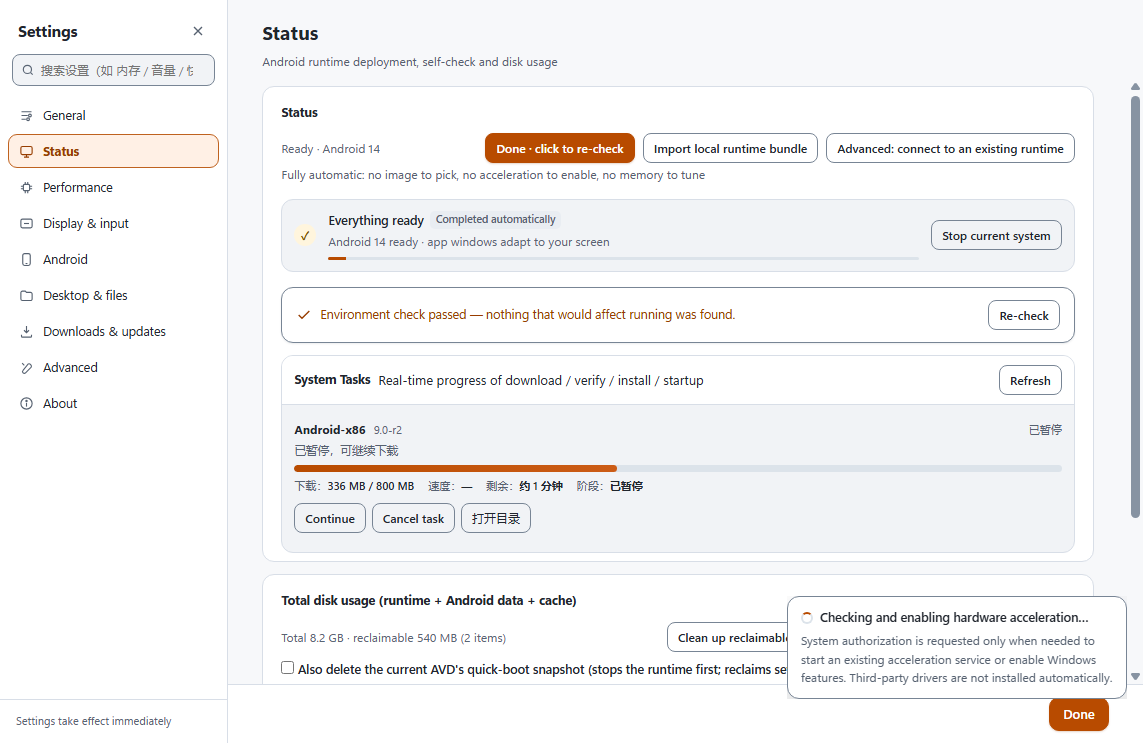 Settings
搜索设置（如 内存 / 音量 / 
General
Status
Performance
Display & input
Android
Desktop & files
Downloads & updates
Advanced
About
Settings take effect immediately
Status
Android runtime deployment, self-check and disk usage
Status
Ready · Android 14
Done · click to re-check
Import local runtime bundle
Advanced: connect to an existing runtime
Fully automatic: no image to pick, no acceleration to enable, no memory to tune
Everything ready Completed automatically
Android 14 ready · app windows adapt to your screen
Stop current system
Environment check passed — nothing that would affect running was found.
Re-check
System Tasks Real-time progress of download / verify / install / startup
Refresh
Android-x86 9.0-r2
已暂停
已暂停，可继续下载
下载：336 MB / 800 MB 速度：— 剩余：约 1 分钟 阶段：已暂停
Continue
Cancel task
打开目录
Total disk usage (runtime + Android data + cache)
Total 8.2 GB · reclaimable 540 MB (2 items)
Clean up reclaimable
Also delete the current AVD's quick-boot snapshot (stops the runtime first; reclaims
Checking and enabling hardware acceleration...
System authorization is requested only when needed to
start an existing acceleration service or enable Windows
features. Third-party drivers are not installed automatically.
Done